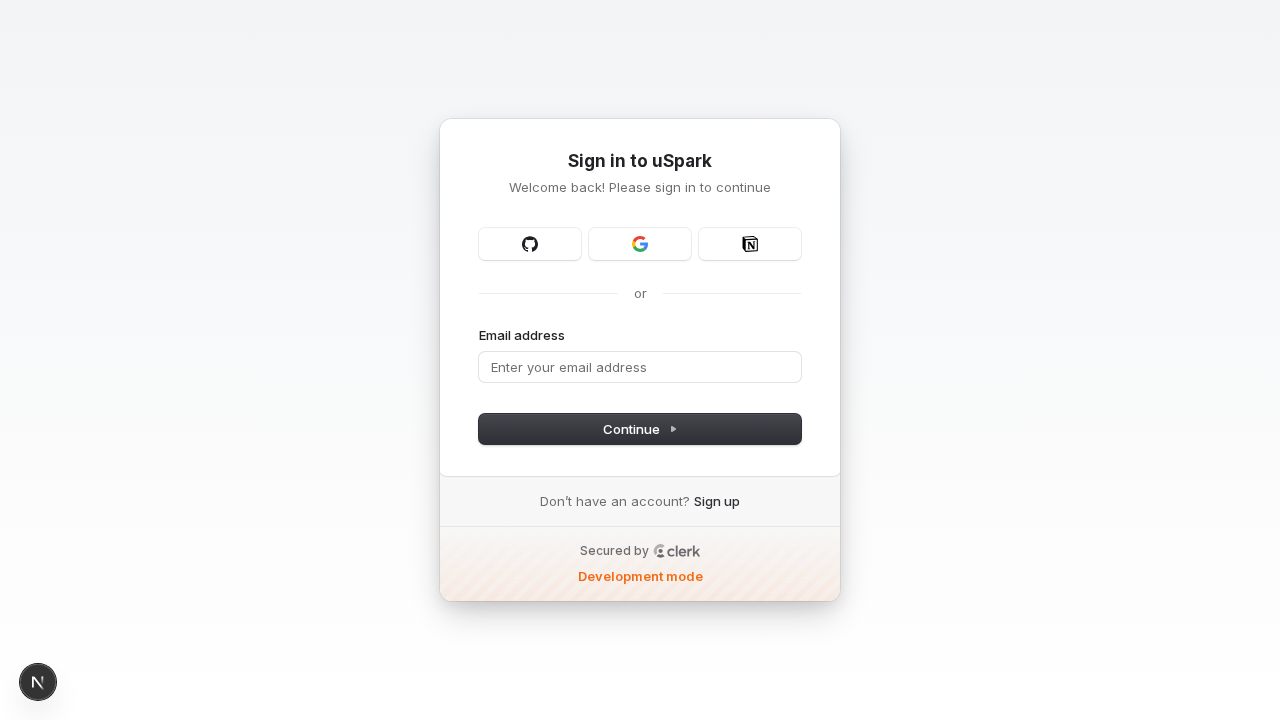 Sign in to uSpark
Welcome back! Please sign in to continue
or
Email address
Enter your email address
Continue
Don’t have an account? Sign up
Secured by clerk
Development mode
N